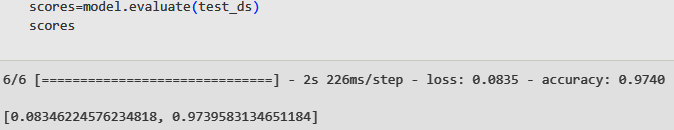 scores=model.evaluate(test_ds)
scores
6/6 [==============================] - 2s 226ms/step - loss: 0.0835 - accuracy: 0.9740
[0.08346224576234818, 0.9739583134651184]